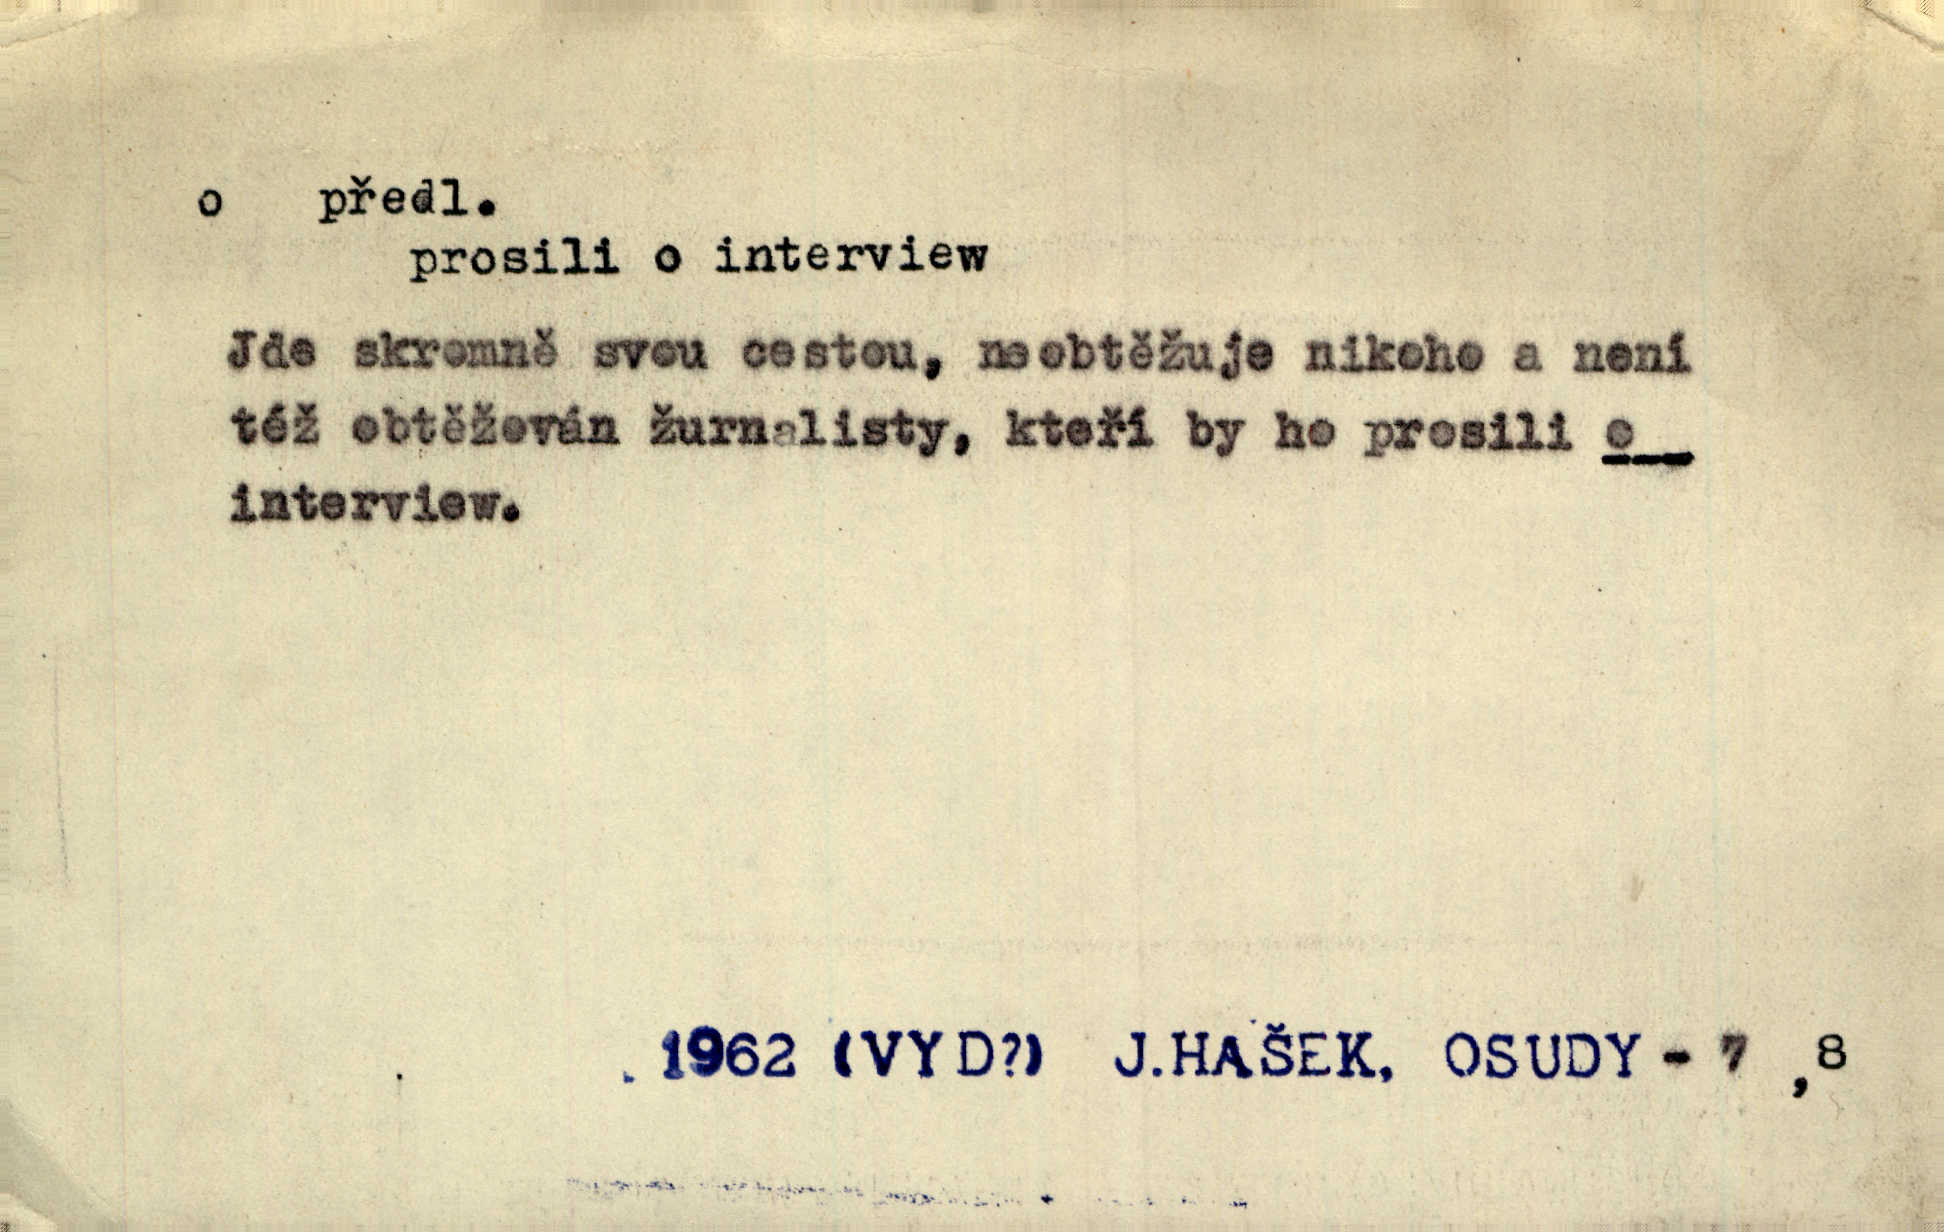 o předl.
prosili o interview
Jde skromně svou cestou, neobtěžuje nikoho a není
též obtěžován žurnalisty, kteří by ho prosili o
interview.
1962 (VYD?) J.HAŠEK, OSUDY - 7 ,8